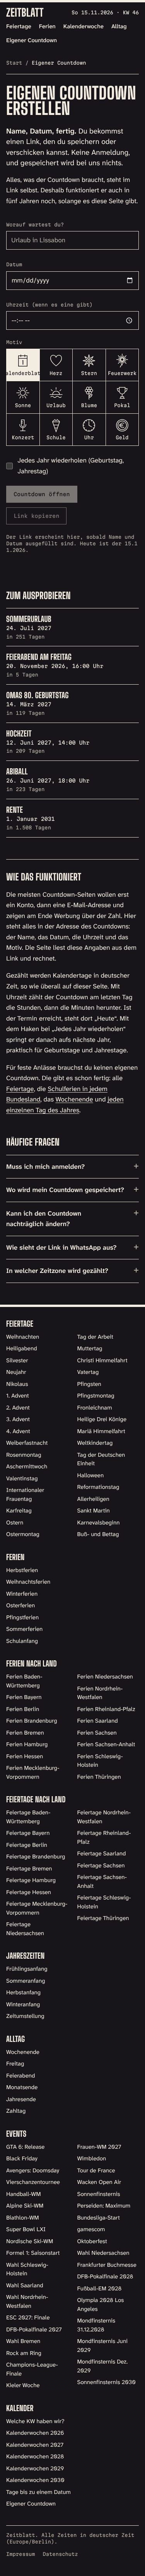 ZEITBLATT
So 15.11.2026 · KW 46
Feiertage Ferien Kalenderwoche Alltag
Eigener Countdown
Start / Eigener Countdown
EIGENEN COUNTDOWN
ERSTELLEN
Name, Datum, fertig. Du bekommst
einen Link, den du speichern oder
verschicken kannst. Keine Anmeldung,
und gespeichert wird bei uns nichts.
Alles, was den Countdown braucht, steht im
Link selbst. Deshalb funktioniert er auch in
fünf Jahren noch, solange es diese Seite gibt.
Worauf wartest du?
Urlaub in Lissabon
Datum
mm/dd/yyyy
Uhrzeit (wenn es eine gibt)
--:-- --
Motiv
alenderblat
Herz
Stern
Feuerwerk
Sonne
Urlaub
Blume
Pokal
Konzert
Schule
Uhr
Geld
Jedes Jahr wiederholen (Geburtstag,
Jahrestag)
Countdown öffnen
Link kopieren
Der Link erscheint hier, sobald Name und
Datum ausgefüllt sind. Heute ist der 15.1
1.2026.
ZUM AUSPROBIEREN
SOMMERURLAUB
24. Juli 2027
in 251 Tagen
FEIERABEND AM FREITAG
20. November 2026, 16:00 Uhr
in 5 Tagen
OMAS 80. GEBURTSTAG
14. März 2027
in 119 Tagen
HOCHZEIT
12. Juni 2027, 14:00 Uhr
in 209 Tagen
ABIBALL
26. Juni 2027, 18:00 Uhr
in 223 Tagen
RENTE
1. Januar 2031
in 1.508 Tagen
WIE DAS FUNKTIONIERT
Die meisten Countdown-Seiten wollen erst
ein Konto, dann eine E-Mail-Adresse und
zeigen am Ende Werbung über der Zahl. Hier
steht alles in der Adresse des Countdowns:
der Name, das Datum, die Uhrzeit und das
Motiv. Die Seite liest diese Angaben aus dem
Link und rechnet.
Gezählt werden Kalendertage in deutscher
Zeit, so wie überall auf dieser Seite. Mit
Uhrzeit zählt der Countdown am letzten Tag
die Stunden, dann die Minuten herunter. Ist
der Termin erreicht, steht dort „Heute“. Mit
dem Haken bei „Jedes Jahr wiederholen“
springt er danach aufs nächste Jahr,
praktisch für Geburtstage und Jahrestage.
Für feste Anlässe brauchst du keinen eigenen
Countdown. Die gibt es schon fertig: alle
Feiertage, die Schulferien in jedem
Bundesland, das Wochenende und jeden
einzelnen Tag des Jahres.
HÄUFIGE FRAGEN
Muss ich mich anmelden? +
Wo wird mein Countdown gespeichert? +
Kann ich den Countdown +
nachträglich ändern?
Wie sieht der Link in WhatsApp aus? +
In welcher Zeitzone wird gezählt? +
FEIERTAGE
Weihnachten
Heiligabend
Silvester
Neujahr
Nikolaus
1. Advent
2. Advent
3. Advent
4. Advent
Weiberfastnacht
Rosenmontag
Aschermittwoch
Valentinstag
Internationaler
Frauentag
Karfreitag
Ostern
Ostermontag
Tag der Arbeit
Muttertag
Christi Himmelfahrt
Vatertag
Pfingsten
Pfingstmontag
Fronleichnam
Heilige Drei Könige
Mariä Himmelfahrt
Weltkindertag
Tag der Deutschen
Einheit
Halloween
Reformationstag
Allerheiligen
Sankt Martin
Karnevalsbeginn
Buß- und Bettag
FERIEN
Herbstferien
Weihnachtsferien
Winterferien
Osterferien
Pfingstferien
Sommerferien
Schulanfang
FERIEN NACH LAND
Ferien Baden-
Württemberg
Ferien Bayern
Ferien Berlin
Ferien Brandenburg
Ferien Bremen
Ferien Hamburg
Ferien Hessen
Ferien Mecklenburg-
Vorpommern
Ferien Niedersachsen
Ferien Nordrhein-
Westfalen
Ferien Rheinland-Pfalz
Ferien Saarland
Ferien Sachsen
Ferien Sachsen-Anhalt
Ferien Schleswig-
Holstein
Ferien Thüringen
FEIERTAGE NACH LAND
Feiertage Baden-
Württemberg
Feiertage Bayern
Feiertage Berlin
Feiertage Brandenburg
Feiertage Bremen
Feiertage Hamburg
Feiertage Hessen
Feiertage Mecklenburg-
Vorpommern
Feiertage
Niedersachsen
Feiertage Nordrhein-
Westfalen
Feiertage Rheinland-
Pfalz
Feiertage Saarland
Feiertage Sachsen
Feiertage Sachsen-
Anhalt
Feiertage Schleswig-
Holstein
Feiertage Thüringen
JAHRESZEITEN
Frühlingsanfang
Sommeranfang
Herbstanfang
Winteranfang
Zeitumstellung
ALLTAG
Wochenende
Freitag
Feierabend
Monatsende
Jahresende
Zahltag
EVENTS
GTA 6: Release
Black Friday
Avengers: Doomsday
Vierschanzentournee
Handball-WM
Alpine Ski-WM
Biathlon-WM
Super Bowl LXI
Nordische Ski-WM
Formel 1: Saisonstart
Wahl Schleswig-
Holstein
Wahl Saarland
Wahl Nordrhein-
Westfalen
ESC 2027: Finale
DFB-Pokalfinale 2027
Wahl Bremen
Rock am Ring
Champions-League-
Finale
Kieler Woche
Frauen-WM 2027
Wimbledon
Tour de France
Wacken Open Air
Sonnenfinsternis
Perseiden: Maximum
Bundesliga-Start
gamescom
Oktoberfest
Wahl Niedersachsen
Frankfurter Buchmesse
DFB-Pokalfinale 2028
Fußball-EM 2028
Olympia 2028 Los
Angeles
Mondfinsternis
31.12.2028
Mondfinsternis Juni
2029
Mondfinsternis Dez.
2029
Sonnenfinsternis 2030
KALENDER
Welche KW haben wir?
Kalenderwochen 2026
Kalenderwochen 2027
Kalenderwochen 2028
Kalenderwochen 2029
Kalenderwochen 2030
Tage bis zu einem Datum
Eigener Countdown
Zeitblatt. Alle Zeiten in deutscher Zeit
(Europe/Berlin).
Impressum Datenschutz